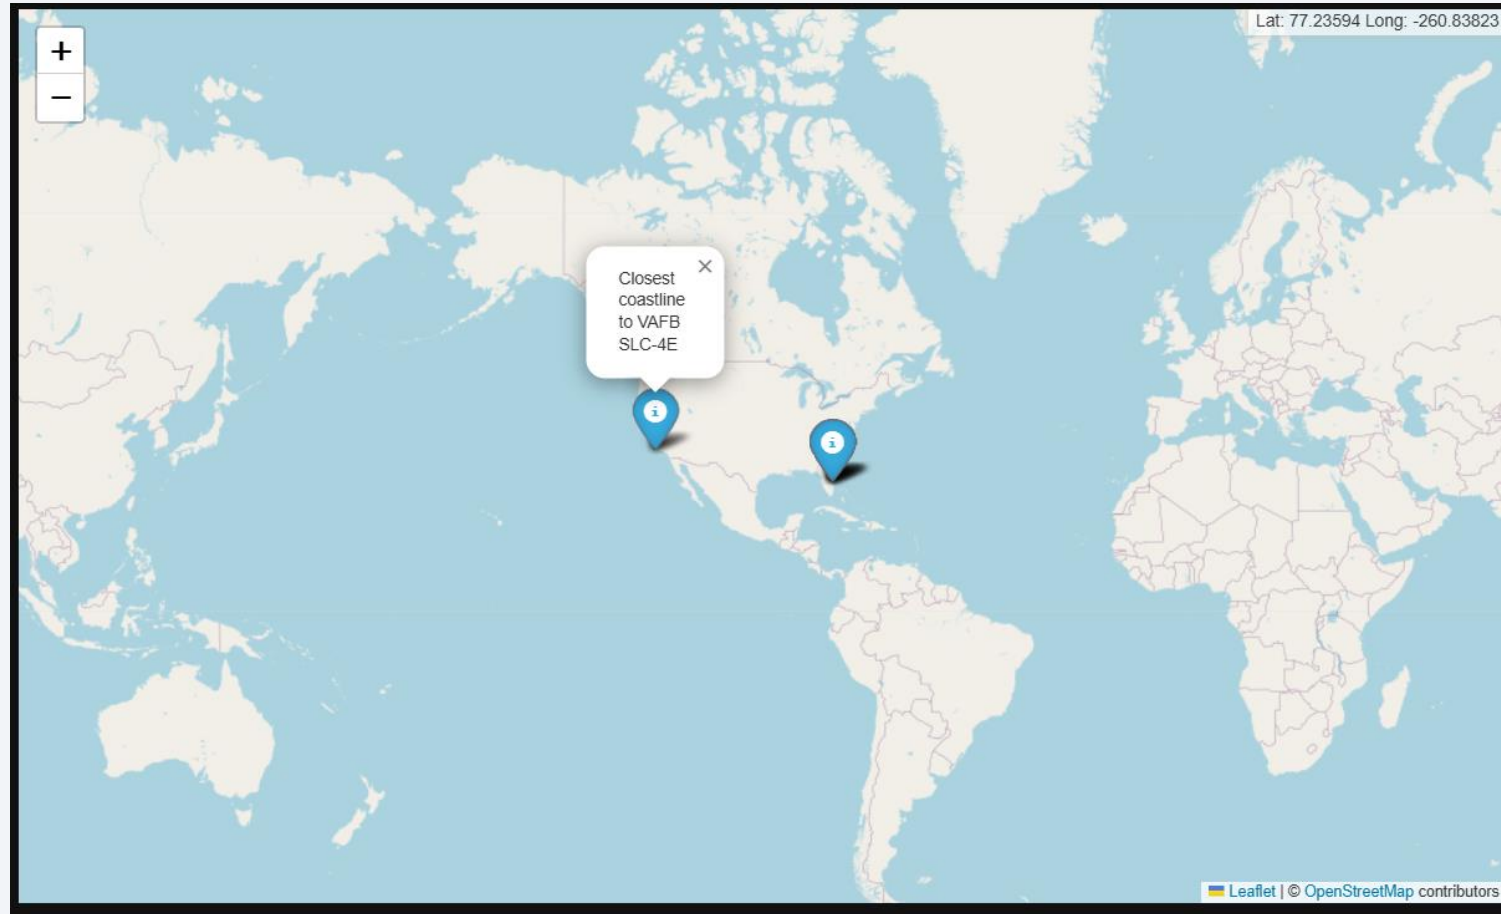 +
−
Lat: 77.23594 Long: -260.83823
×
Closest
coastline
to VAFB
SLC-4E
i
i
Leaflet | © OpenStreetMap contributors